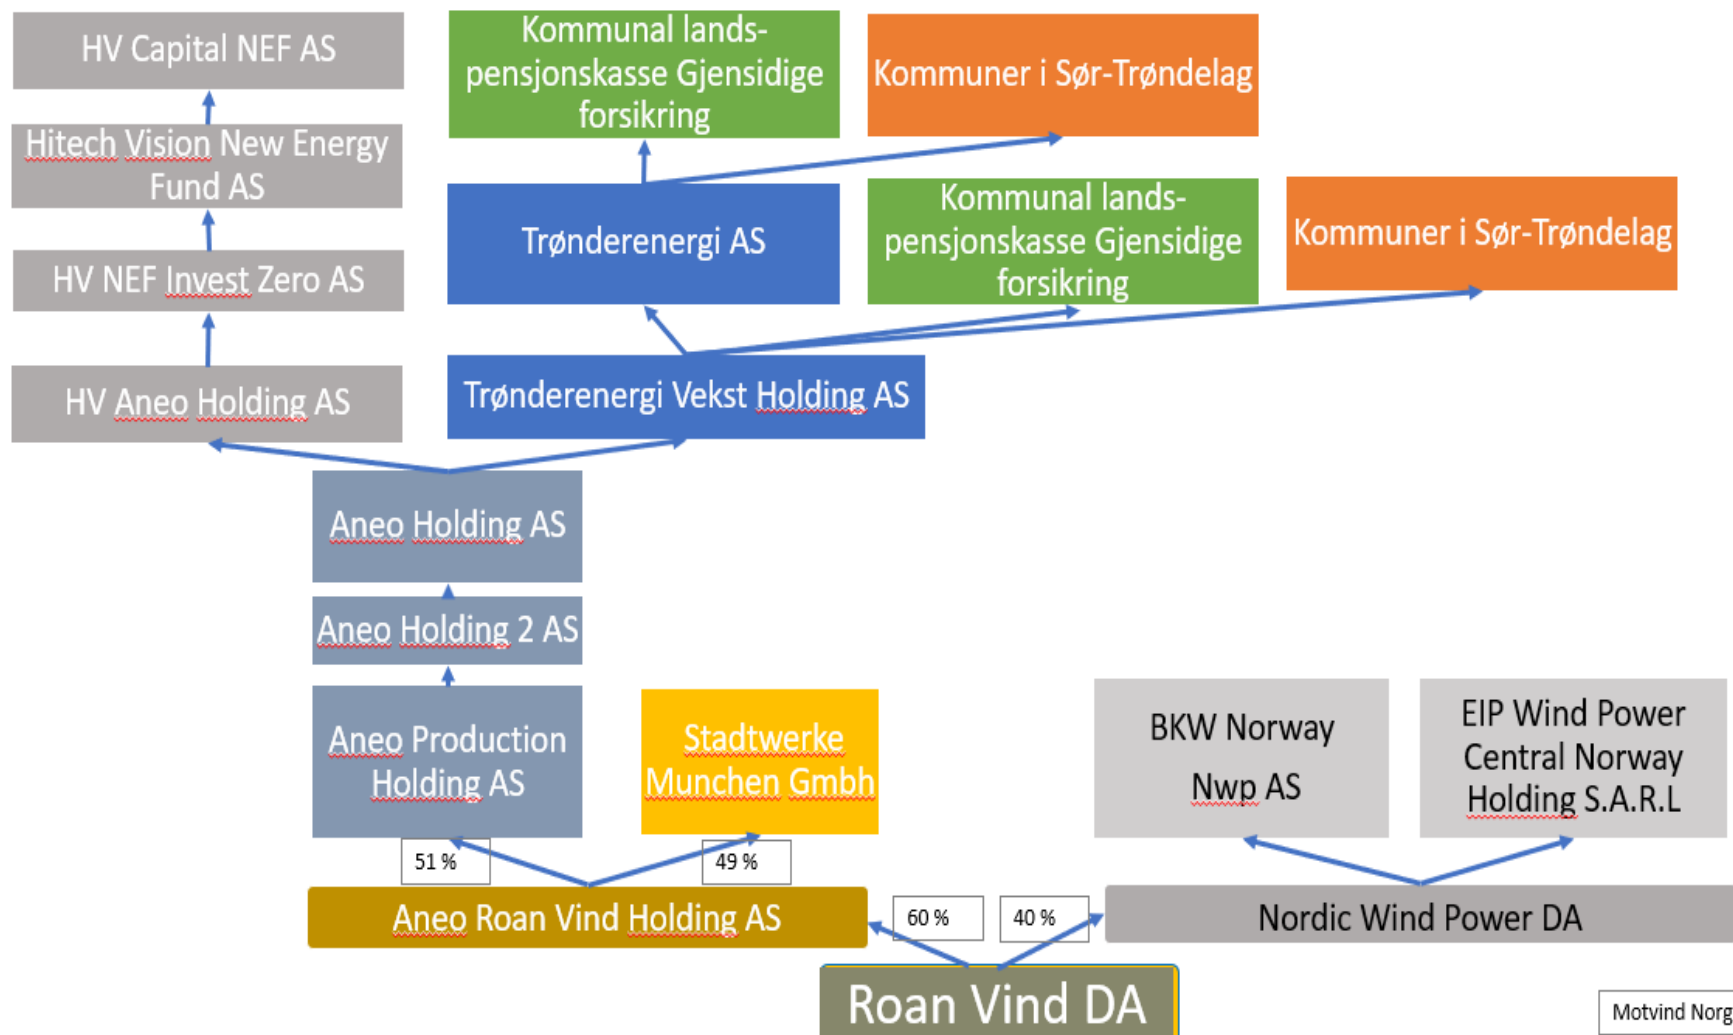 HV Capital NEF AS
Kommunal lands-
pensjonskasse Gjensidige
forsikring
Kommuner i Sør-Trøndelag
Hitech Vision New Energy
Fund AS
Trønderenergi AS
Kommunal lands-
pensjonskasse Gjensidige
forsikring
Kommuner i Sør-Trøndelag
HV NEF Invest Zero AS
HV Aneo Holding AS
Trønderenergi Vekst Holding AS
Aneo Holding AS
Aneo Holding 2 AS
Aneo Production
Holding AS
Stadtwerke
Munchen Gmbh
BKW Norway
Nwp AS
EIP Wind Power
Central Norway
Holding S.A.R.L
51 %
49 %
Aneo Roan Vind Holding AS
60 %
40 %
Nordic Wind Power DA
Roan Vind DA
Motvind Norg